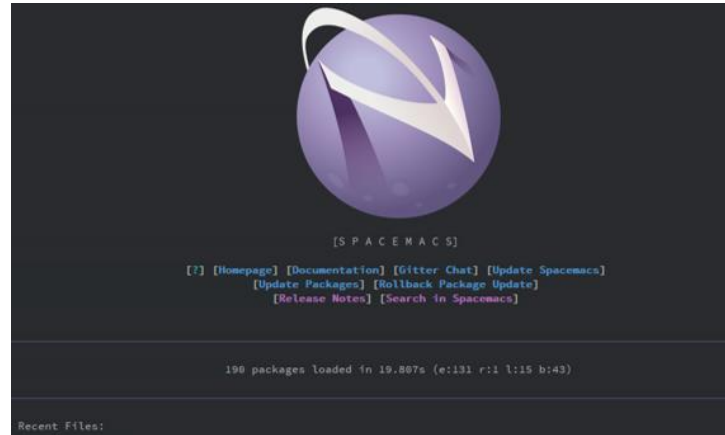 [S P A C E M A C S]
[?] [Homepage] [Documentation] [Gitter Chat] [Update Spacemacs]
[Update Packages] [Rollback Package Update]
[Release Notes] [Search in Spacemacs]
190 packages loaded in 19.807s (e:131 r:1 l:15 b:43)
Recent Files: